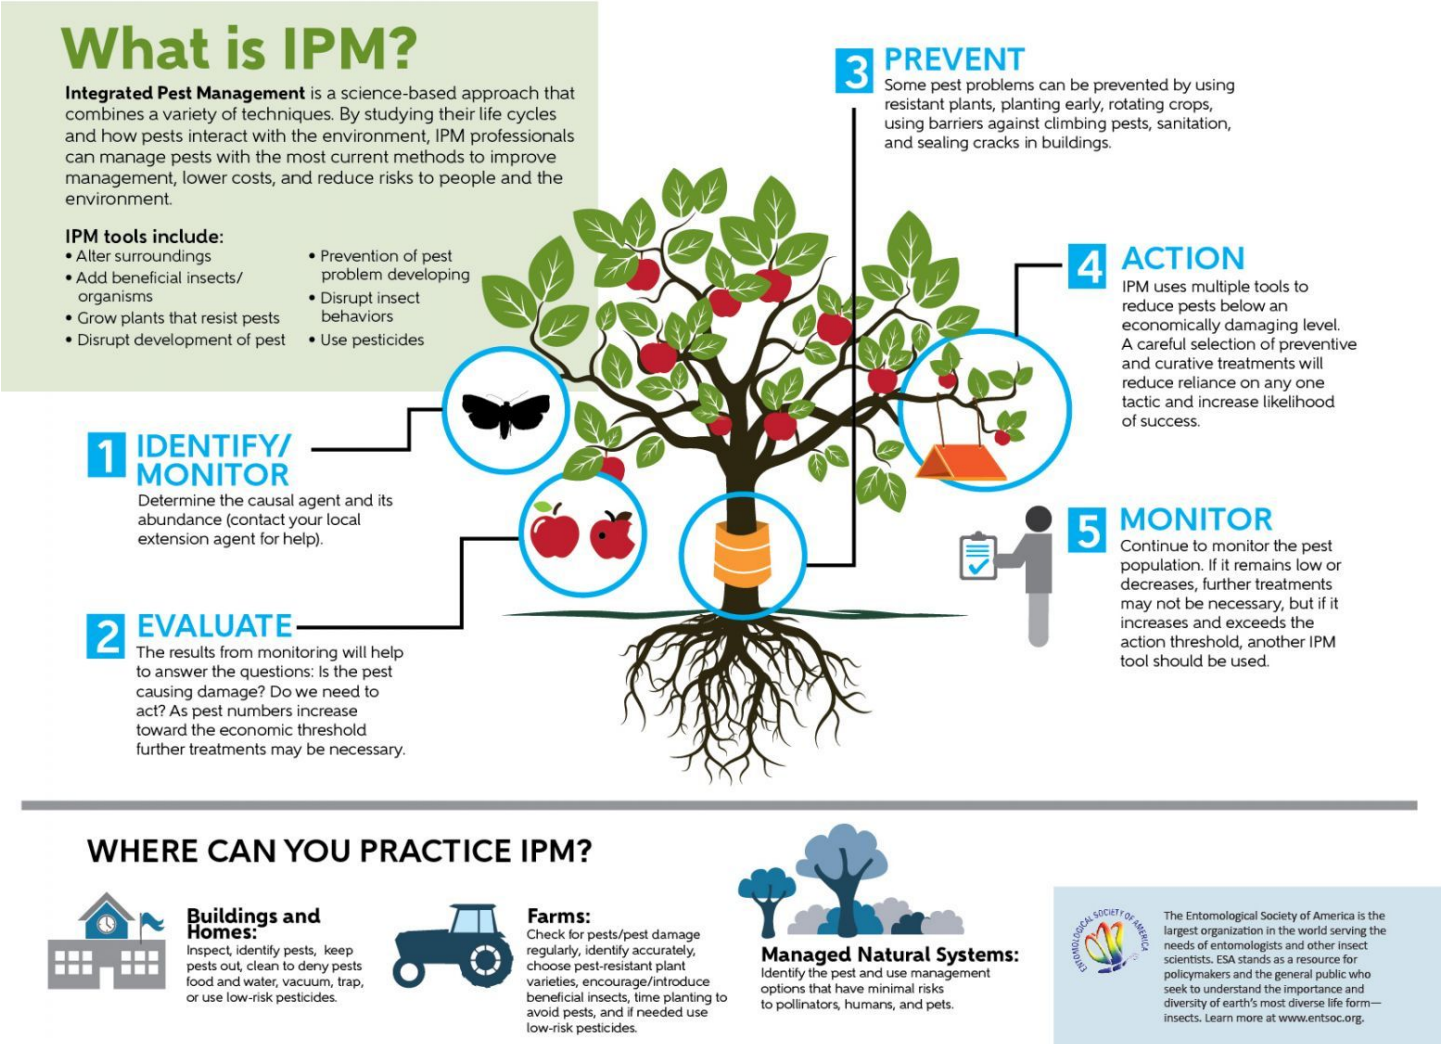 What is IPM?
Integrated Pest Management is a science-based approach that
combines a variety of techniques. By studying their life cycles
and how pests interact with the environment, IPM professionals
can manage pests with the most current methods to improve
management, lower costs, and reduce risks to people and the
environment.
IPM tools include:
• Alter surroundings
• Add beneficial insects/
organisms
• Grow plants that resist pests
• Disrupt development of pest
• Prevention of pest
problem developing
• Disrupt insect
behaviors
• Use pesticides
1 IDENTIFY/
MONITOR
Determine the causal agent and its
abundance (contact your local
extension agent for help).
2 EVALUATE
The results from monitoring will help
to answer the questions: Is the pest
causing damage? Do we need to
act? As pest numbers increase
toward the economic threshold
further treatments may be necessary.
3 PREVENT
Some pest problems can be prevented by using
resistant plants, planting early, rotating crops,
using barriers against climbing pests, sanitation,
and sealing cracks in buildings.
4 ACTION
IPM uses multiple tools to
reduce pests below an
economically damaging level.
A careful selection of preventive
and curative treatments will
reduce reliance on any one
tactic and increase likelihood
of success.
5 MONITOR
Continue to monitor the pest
population. If it remains low or
decreases, further treatments
may not be necessary, but if it
increases and exceeds the
action threshold, another IPM
tool should be used.
WHERE CAN YOU PRACTICE IPM?
Buildings and
Homes:
Inspect, identify pests, keep
pests out, clean to deny pests
food and water, vacuum, trap,
or use low-risk pesticides.
Farms:
Check for pests/pest damage
regularly, identify accurately,
choose pest-resistant plant
varieties, encourage/introduce
beneficial insects, time planting to
avoid pests, and if needed use
low-risk pesticides.
Managed Natural Systems:
Identify the pest and use management
options that have minimal risks
to pollinators, humans, and pets.
ENTOMOLOGICAL SOCIETY OF AMERICA
The Entomological Society of America is the
largest organization in the world serving the
needs of entomologists and other insect
scientists. ESA stands as a resource for
policymakers and the general public who
seek to understand the importance and
diversity of earth's most diverse life form—
insects. Learn more at www.entsoc.org.